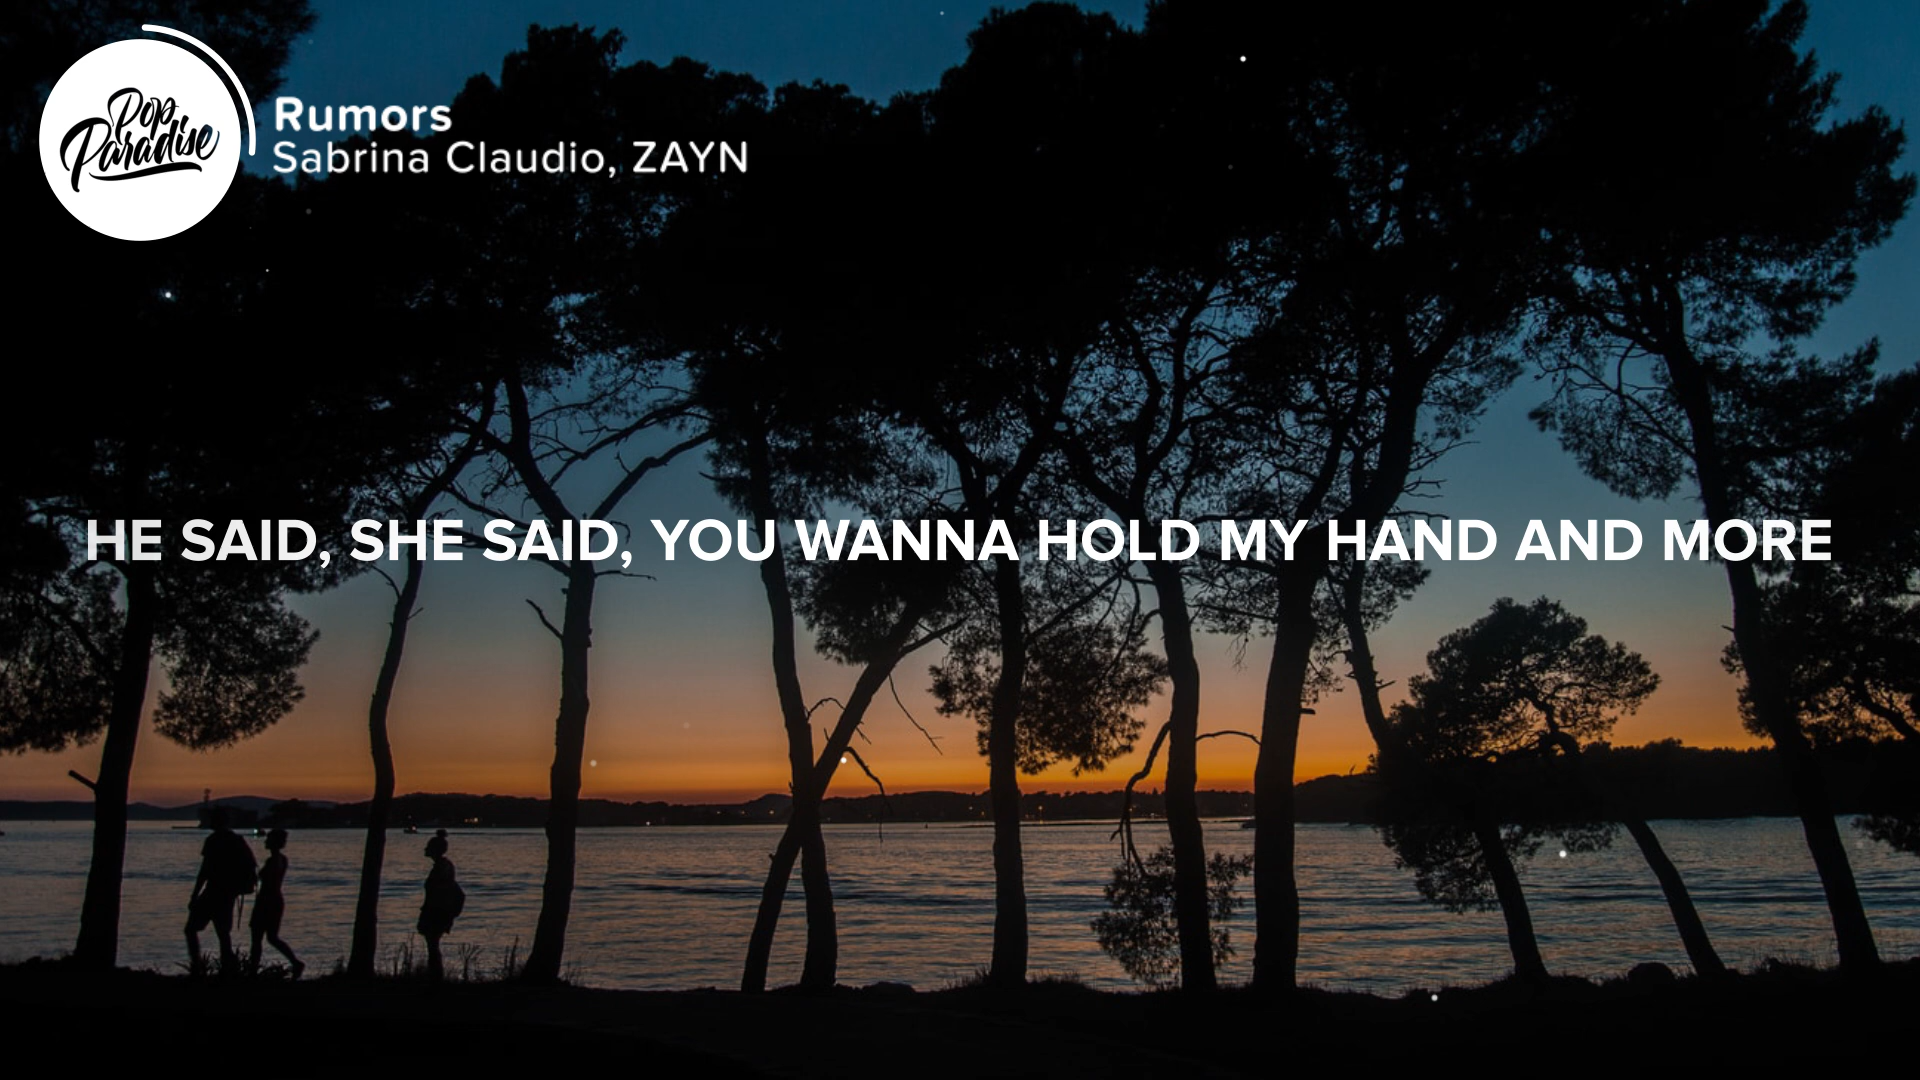 Pop
Paradise
Rumors
Sabrina Claudio, ZAYN
HE SAID, SHE SAID, YOU WANNA HOLD MY HAND AND MORE